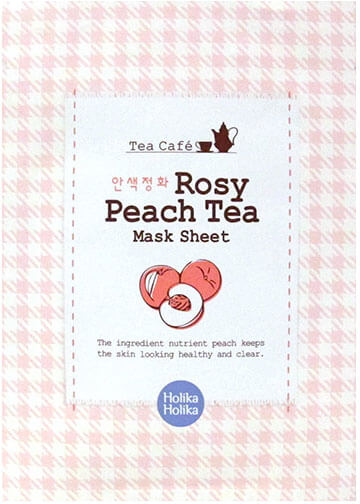 Tea Café
안색정화 Rosy
Peach Tea
Mask Sheet
The ingredient nutrient peach keeps
the skin looking healthy and clear.
Holika
Holika